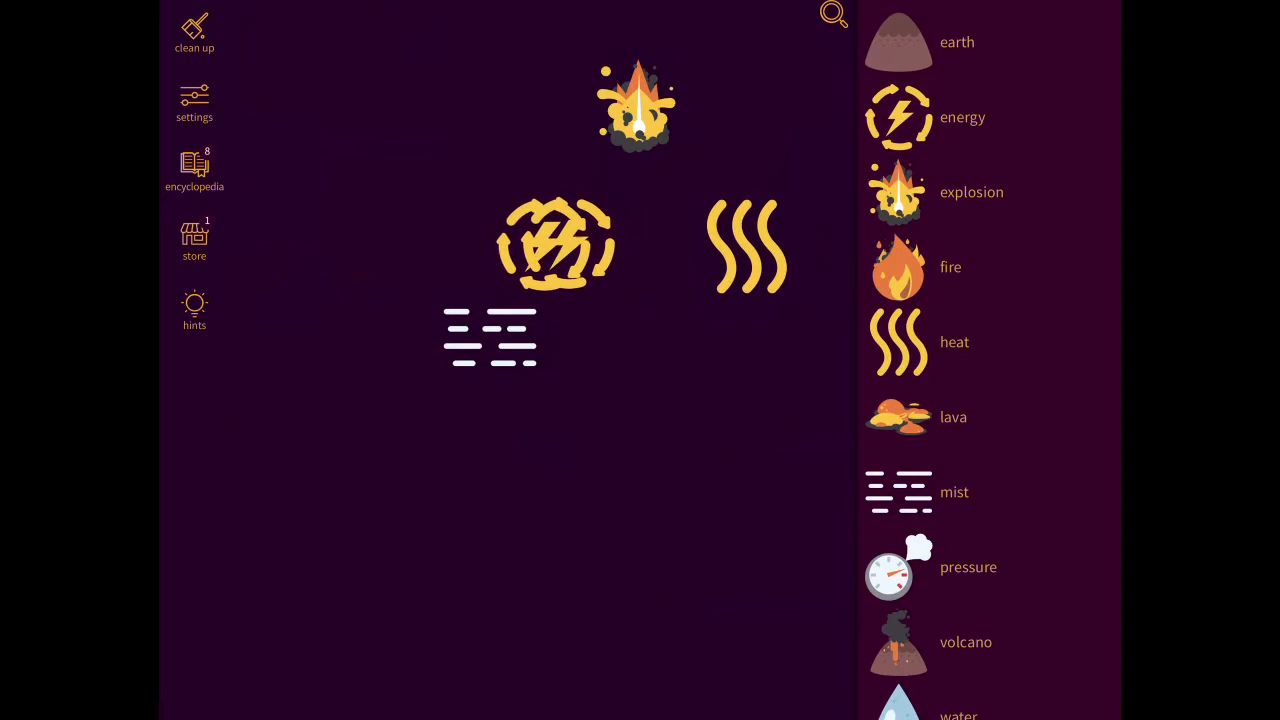 clean up
settings
8
encyclopedia
1
store
hints
earth
energy
explosion
fire
heat
lava
mist
pressure
volcano
water